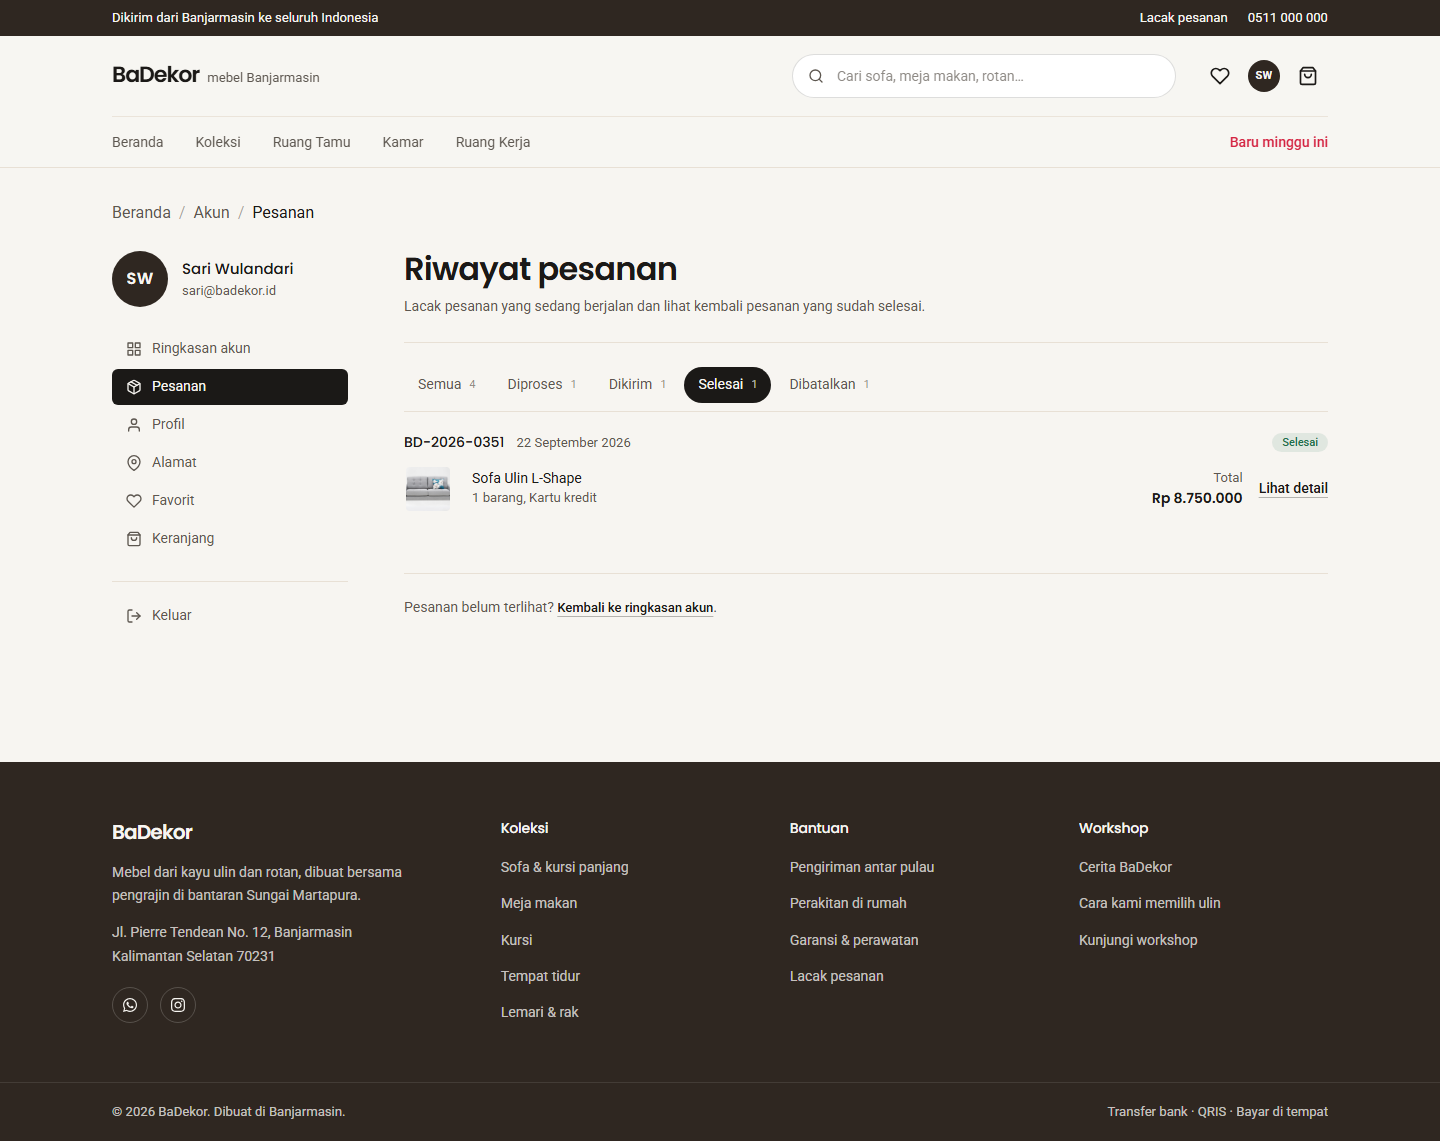 Dikirim dari Banjarmasin ke seluruh Indonesia
Lacak pesanan
0511 000 000
BaDekor mebel Banjarmasin
Cari sofa, meja makan, rotan...
SW
Beranda
Koleksi
Ruang Tamu
Kamar
Ruang Kerja
Baru minggu ini
Beranda / Akun / Pesanan
SW
Sari Wulandari
sari@badekor.id
Ringkasan akun
Pesanan
Profil
Alamat
Favorit
Keranjang
Keluar
Riwayat pesanan
Lacak pesanan yang sedang berjalan dan lihat kembali pesanan yang sudah selesai.
Semua 4
Diproses 1
Dikirim 1
Selesai 1
Dibatalkan 1
BD-2026-0351 22 September 2026
Selesai
Sofa Ulin L-Shape
1 barang, Kartu kredit
Total
Rp 8.750.000
Lihat detail
Pesanan belum terlihat? Kembali ke ringkasan akun.
BaDekor
Mebel dari kayu ulin dan rotan, dibuat bersama
pengrajin di bantaran Sungai Martapura.
Jl. Pierre Tendean No. 12, Banjarmasin
Kalimantan Selatan 70231
Koleksi
Sofa & kursi panjang
Meja makan
Kursi
Tempat tidur
Lemari & rak
Bantuan
Pengiriman antar pulau
Perakitan di rumah
Garansi & perawatan
Lacak pesanan
Workshop
Cerita BaDekor
Cara kami memilih ulin
Kunjungi workshop
© 2026 BaDekor. Dibuat di Banjarmasin.
Transfer bank · QRIS · Bayar di tempat